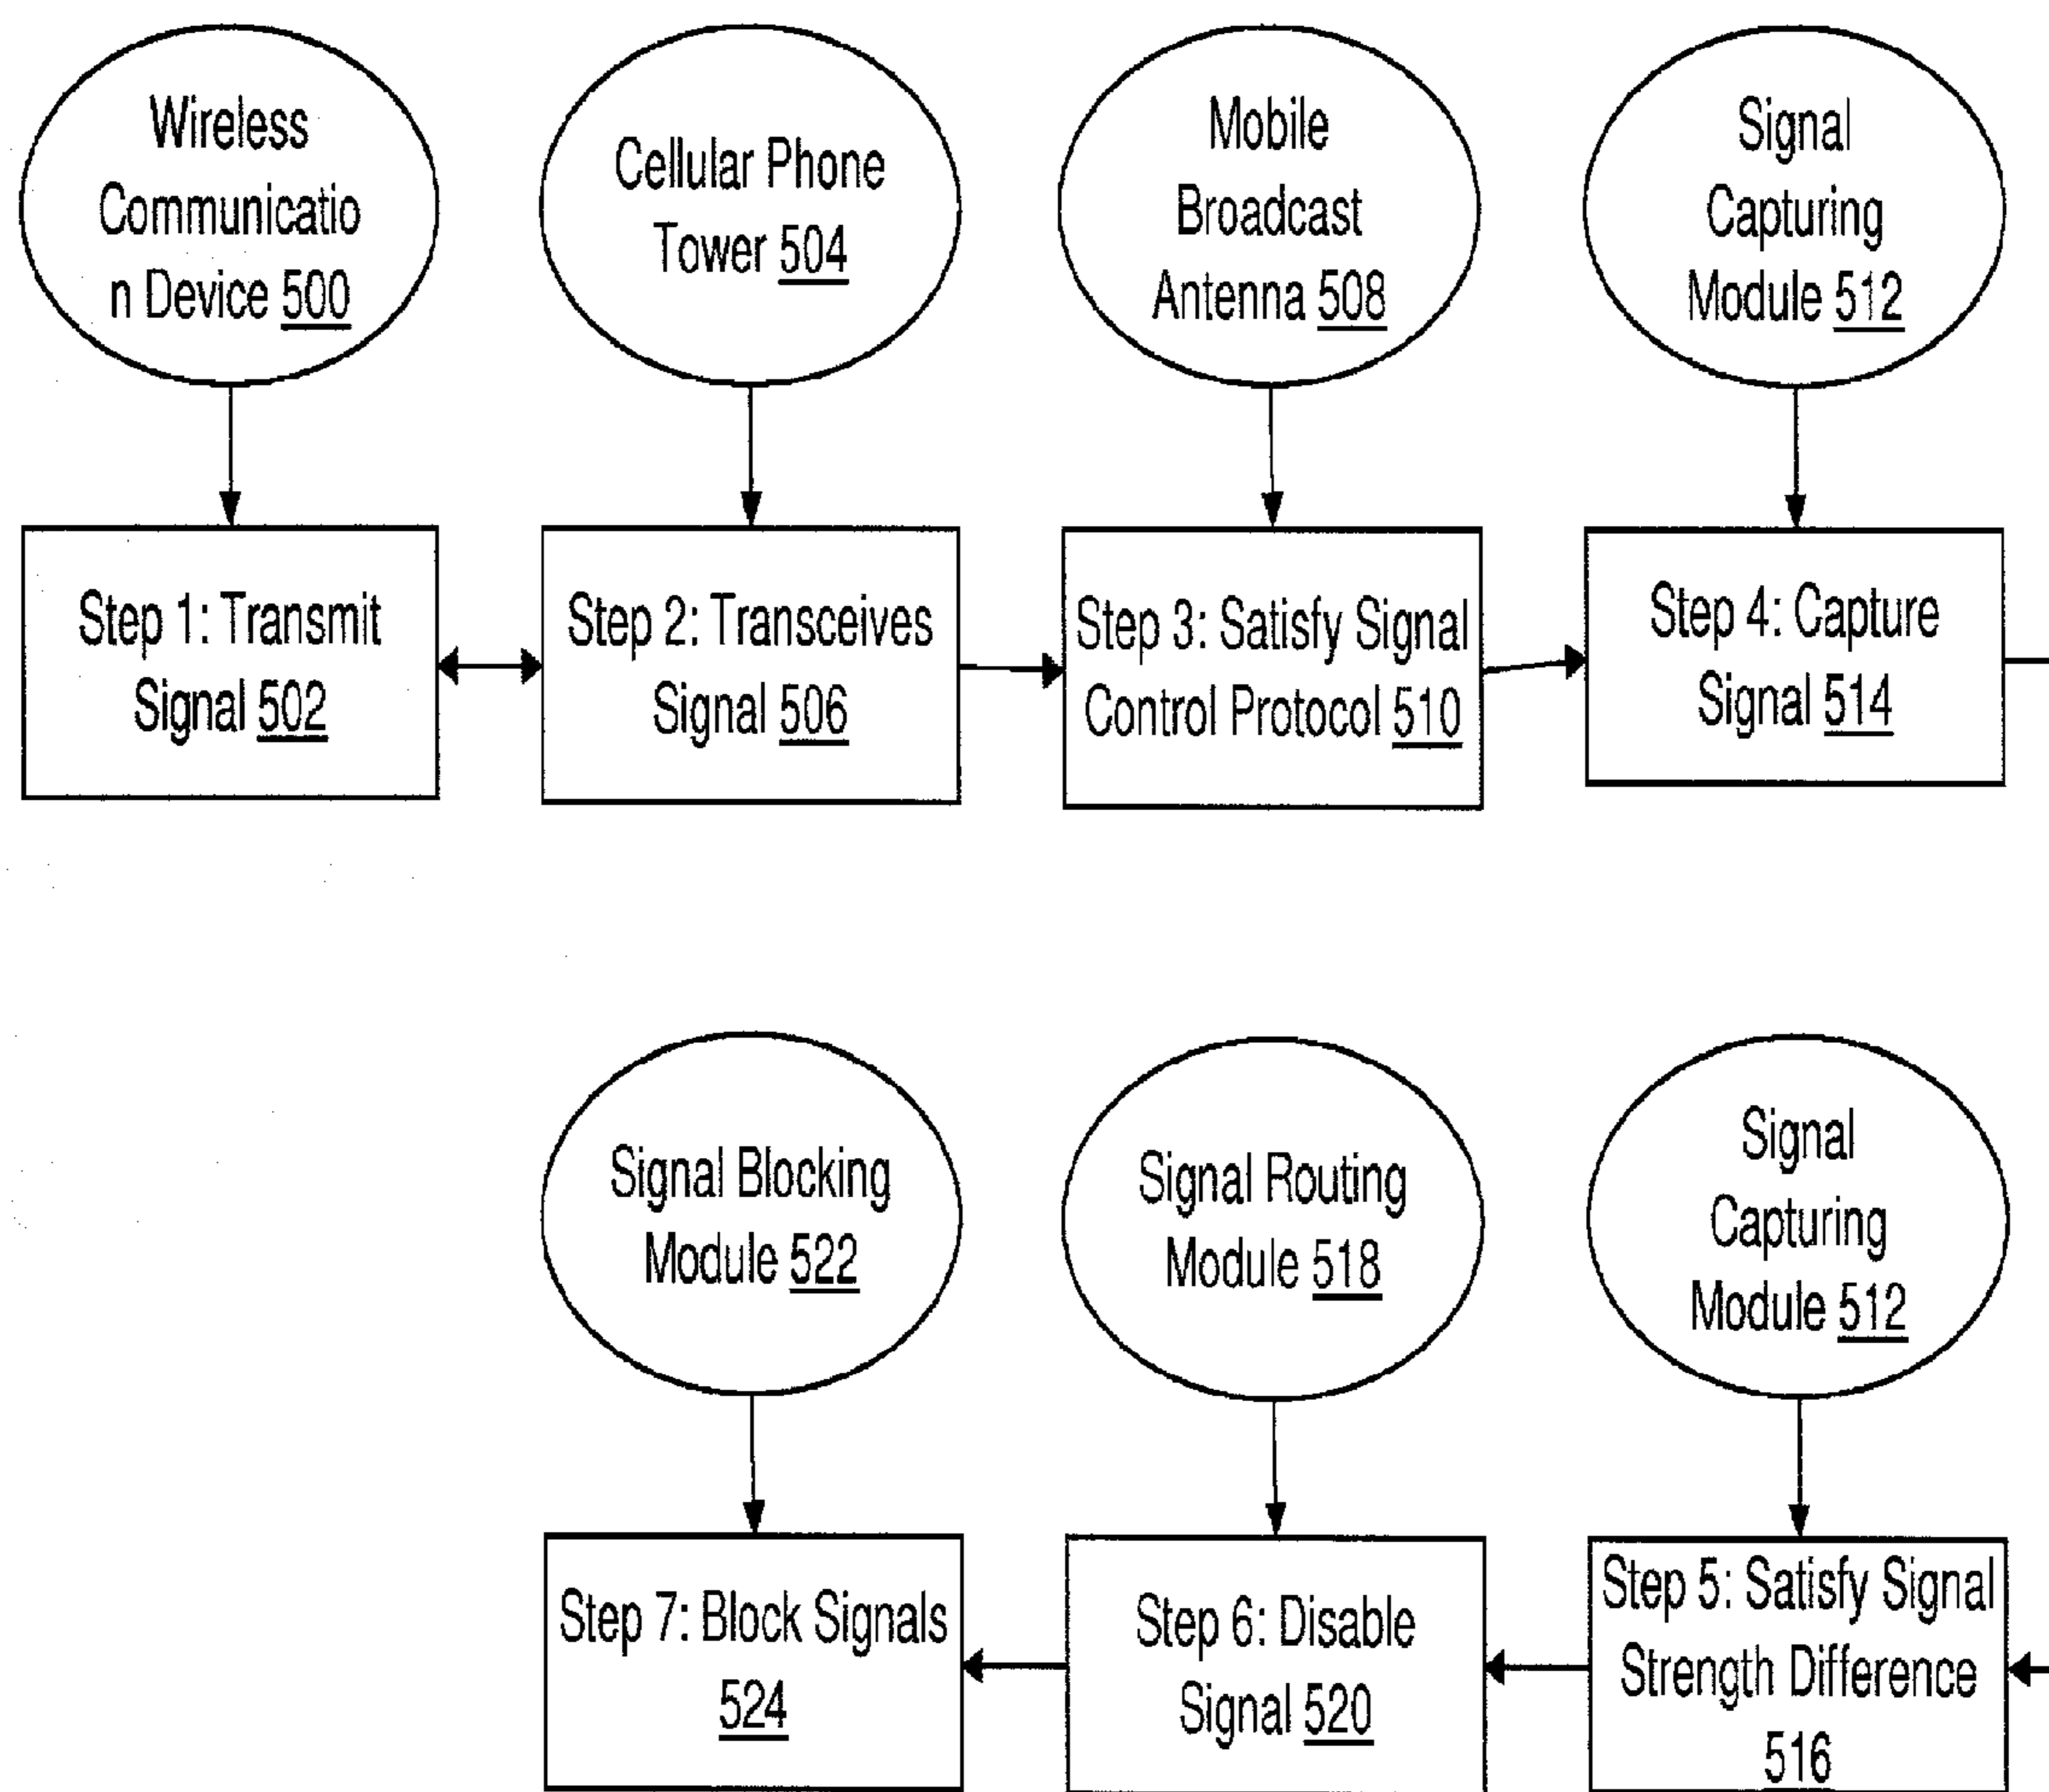 Wireless
Communicatio
n Device 500
Cellular Phone
Tower 504
Mobile
Broadcast
Antenna 508
Signal
Capturing
Module 512
Step 1: Transmit
Signal 502
Step 2: Transceives
Signal 506
Step 3: Satisfy Signal
Control Protocol 510
Step 4: Capture
Signal 514
Signal Blocking
Module 522
Signal Routing
Module 518
Signal
Capturing
Module 512
Step 7: Block Signals
524
Step 6: Disable
Signal 520
Step 5: Satisfy Signal
Strength Difference
516